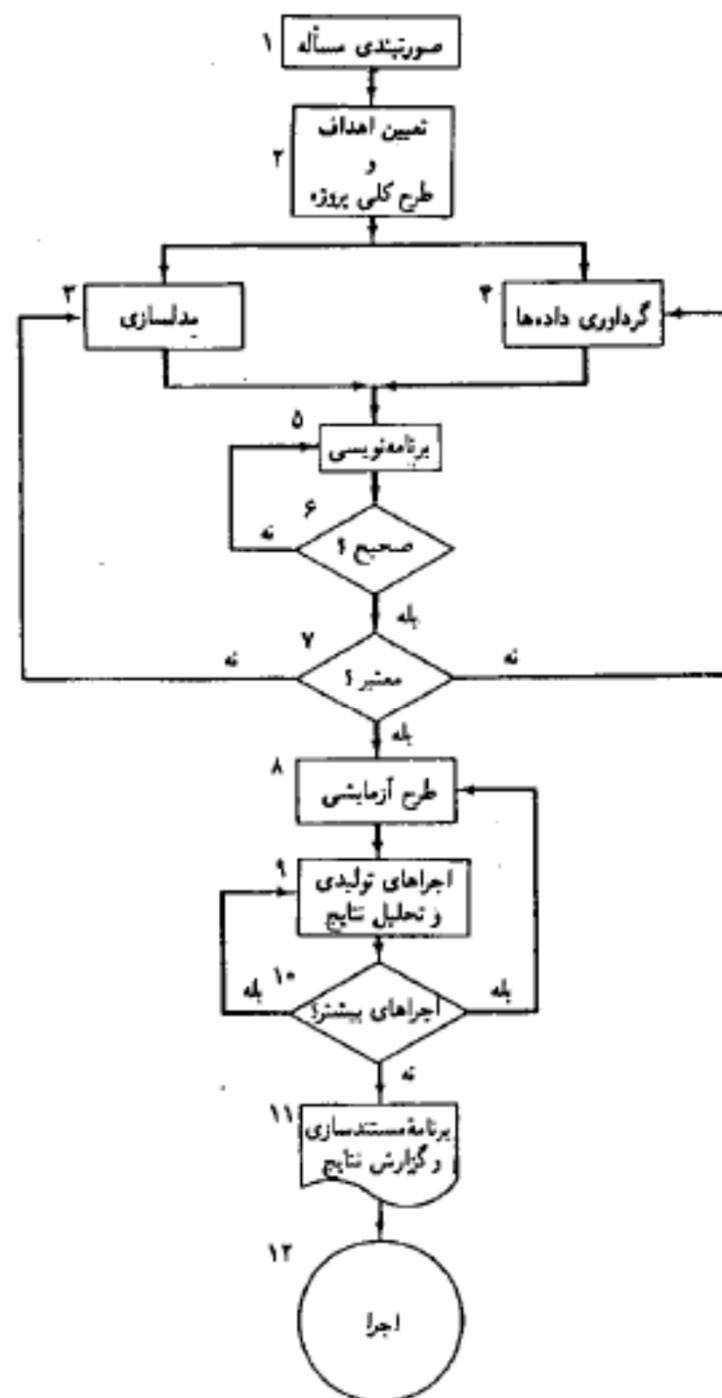 ۱
صورتبندی مسأله
۲
تعیین اهداف
و
طرح کلی پروژه
۳
مدلسازی
۴
گردآوری داده‌ها
۵
برنامه‌نویسی
۶
صحیح ؟
نه
بله
۷
معتبر ؟
نه
نه
بله
۸
طرح آزمایشی
۹
اجراهای تولیدی
و تحلیل نتایج
۱۰
اجراهای بیشتر؟
بله
بله
نه
۱۱
برنامهٔ مستندسازی
و گزارش نتایج
۱۲
اجرا